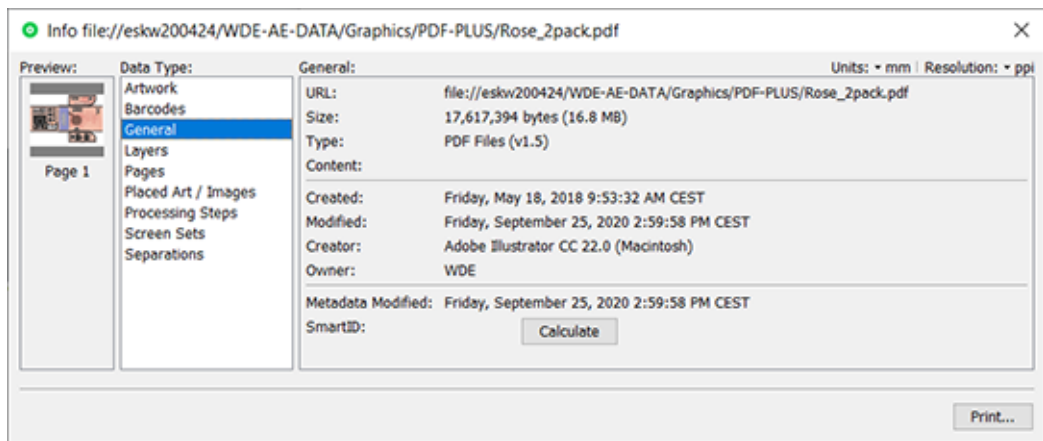 Info file://eskw200424/WDE-AE-DATA/Graphics/PDF-PLUS/Rose_2pack.pdf
Preview:
Page 1
Data Type:
Artwork
Barcodes
General
Layers
Pages
Placed Art / Images
Processing Steps
Screen Sets
Separations
General:
Units: mm | Resolution: ppi
URL: file://eskw200424/WDE-AE-DATA/Graphics/PDF-PLUS/Rose_2pack.pdf
Size: 17,617,394 bytes (16.8 MB)
Type: PDF Files (v1.5)
Content:
Created: Friday, May 18, 2018 9:53:32 AM CEST
Modified: Friday, September 25, 2020 2:59:58 PM CEST
Creator: Adobe Illustrator CC 22.0 (Macintosh)
Owner: WDE
Metadata Modified: Friday, September 25, 2020 2:59:58 PM CEST
SmartID: Calculate
Print...